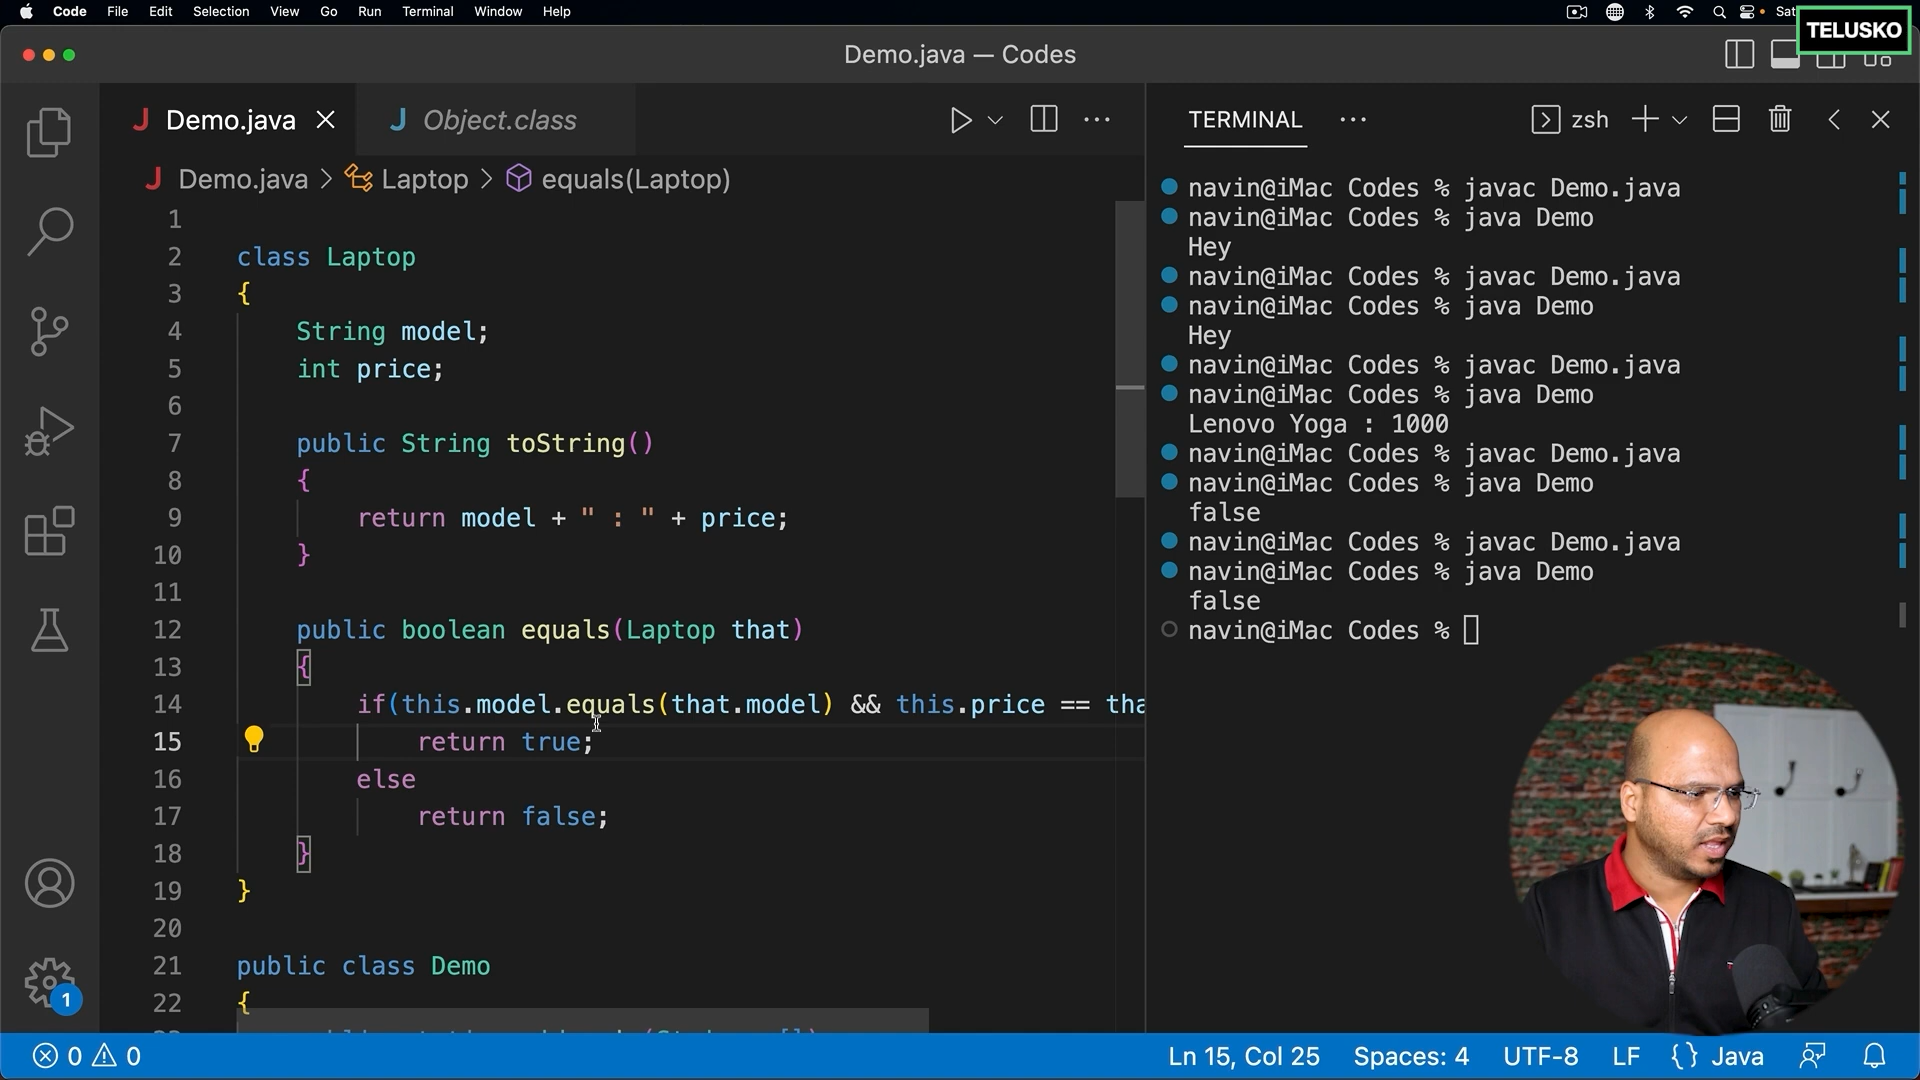 Code File Edit Selection View Go Run Terminal Window Help
TELUSKO
Demo.java — Codes
Demo.java
Object.class
Demo.java > Laptop > equals(Laptop)
1
2 class Laptop
3 {
4 String model;
5 int price;
6
7 public String toString()
8 {
9 return model + " : " + price;
10 }
11
12 public boolean equals(Laptop that)
13 {
14 if(this.model.equals(that.model) && this.price == tha
15 return true;
16 else
17 return false;
18 }
19 }
20
21 public class Demo
22 {
TERMINAL
zsh
navin@iMac Codes % javac Demo.java
navin@iMac Codes % java Demo
Hey
navin@iMac Codes % javac Demo.java
navin@iMac Codes % java Demo
Hey
navin@iMac Codes % javac Demo.java
navin@iMac Codes % java Demo
Lenovo Yoga : 1000
navin@iMac Codes % javac Demo.java
navin@iMac Codes % java Demo
false
navin@iMac Codes % javac Demo.java
navin@iMac Codes % java Demo
false
navin@iMac Codes %
1
0 0
Ln 15, Col 25 Spaces: 4 UTF-8 LF {} Java